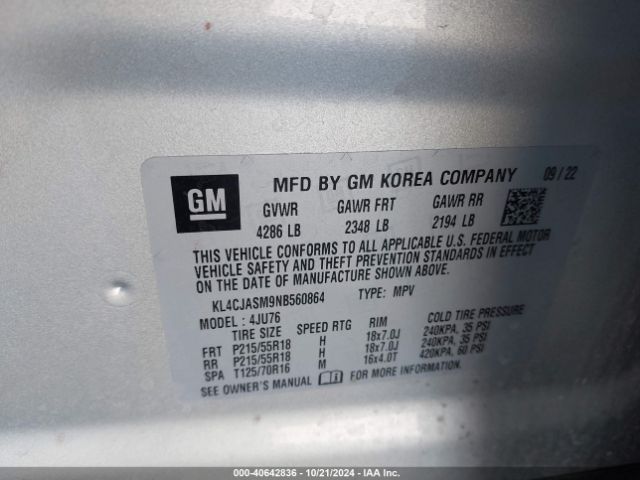 GM
MFD BY GM KOREA COMPANY 09/22
GVWR GAWR FRT GAWR RR
4286 LB 2348 LB 2194 LB
THIS VEHICLE CONFORMS TO ALL APPLICABLE U.S. FEDERAL MOTOR
VEHICLE SAFETY AND THEFT PREVENTION STANDARDS IN EFFECT
ON THE DATE OF MANUFACTURE SHOWN ABOVE.
KL4CJASM9NB560864 TYPE: MPV
MODEL : 4JU76
TIRE SIZE SPEED RTG RIM COLD TIRE PRESSURE
FRT P215/55R18 H 18x7.0J 240KPA, 35 PSI
RR P215/55R18 H 18x7.0J 240KPA, 35 PSI
SPA T125/70R16 M 16x4.0T 420KPA, 60 PSI
SEE OWNER'S MANUAL FOR MORE INFORMATION.
000-40642836 - 10/21/2024 - IAA Inc.